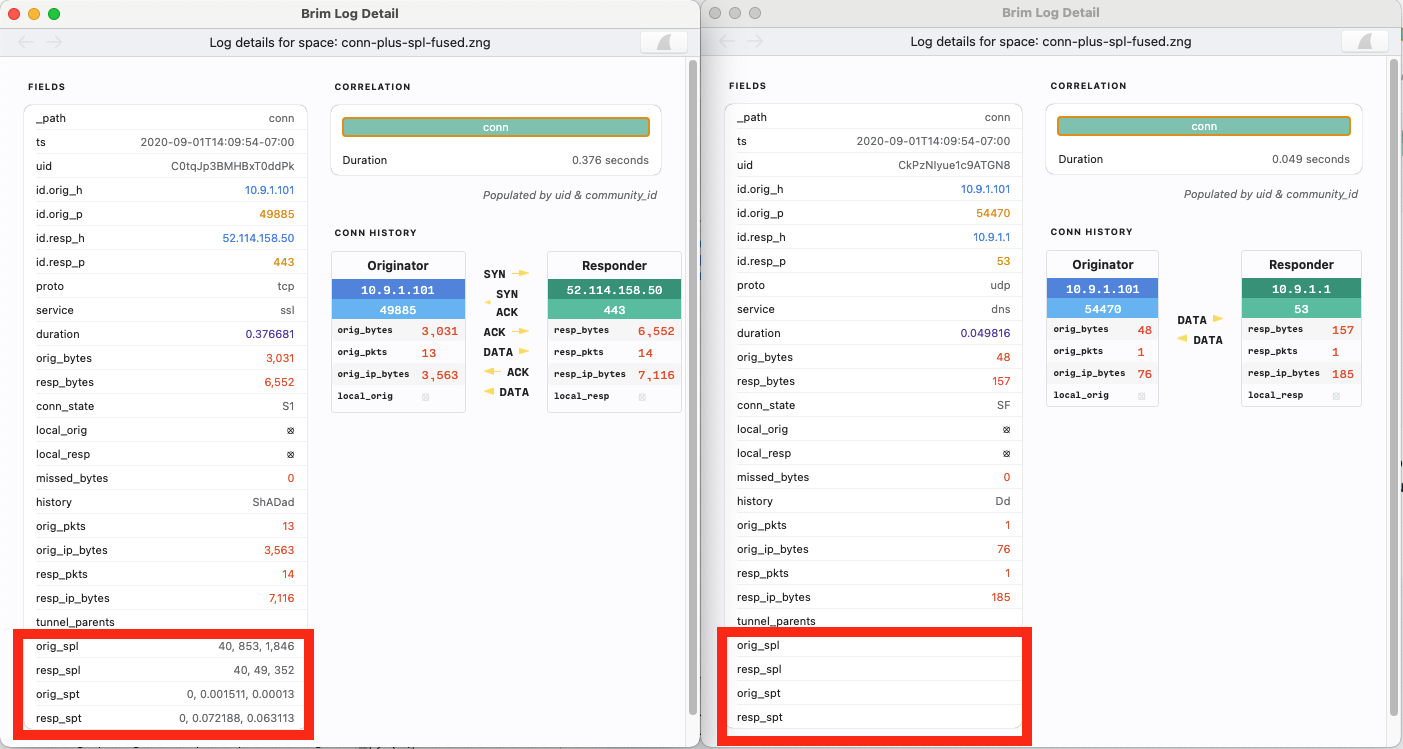 Brim Log Detail
Log details for space: conn-plus-spl-fused.zng
FIELDS
_path conn
ts 2020-09-01T14:09:54-07:00
uid C0tqJp3BMHBxT0ddPk
id.orig_h 10.9.1.101
id.orig_p 49885
id.resp_h 52.114.158.50
id.resp_p 443
proto tcp
service ssl
duration 0.376681
orig_bytes 3,031
resp_bytes 6,552
conn_state S1
local_orig ⊠
local_resp ⊠
missed_bytes 0
history ShADad
orig_pkts 13
orig_ip_bytes 3,563
resp_pkts 14
resp_ip_bytes 7,116
tunnel_parents
orig_spl 40, 853, 1,846
resp_spl 40, 49, 352
orig_spt 0, 0.001511, 0.00013
resp_spt 0, 0.072188, 0.063113
CORRELATION
conn
Duration 0.376 seconds
Populated by uid & community_id
CONN HISTORY
Originator
10.9.1.101
49885
orig_bytes 3,031
orig_pkts 13
orig_ip_bytes 3,563
local_orig ⊠
SYN
SYN
ACK
ACK
DATA
ACK
DATA
Responder
52.114.158.50
443
resp_bytes 6,552
resp_pkts 14
resp_ip_bytes 7,116
local_resp ⊠
Brim Log Detail
Log details for space: conn-plus-spl-fused.zng
FIELDS
_path conn
ts 2020-09-01T14:09:54-07:00
uid CkPzNlyue1c9ATGN8
id.orig_h 10.9.1.101
id.orig_p 54470
id.resp_h 10.9.1.1
id.resp_p 53
proto udp
service dns
duration 0.049816
orig_bytes 48
resp_bytes 157
conn_state SF
local_orig ⊠
local_resp ⊠
missed_bytes 0
history Dd
orig_pkts 1
orig_ip_bytes 76
resp_pkts 1
resp_ip_bytes 185
tunnel_parents
orig_spl
resp_spl
orig_spt
resp_spt
CORRELATION
conn
Duration 0.049 seconds
Populated by uid & community_id
CONN HISTORY
Originator
10.9.1.101
54470
orig_bytes 48
orig_pkts 1
orig_ip_bytes 76
local_orig ⊠
DATA
DATA
Responder
10.9.1.1
53
resp_bytes 157
resp_pkts 1
resp_ip_bytes 185
local_resp ⊠